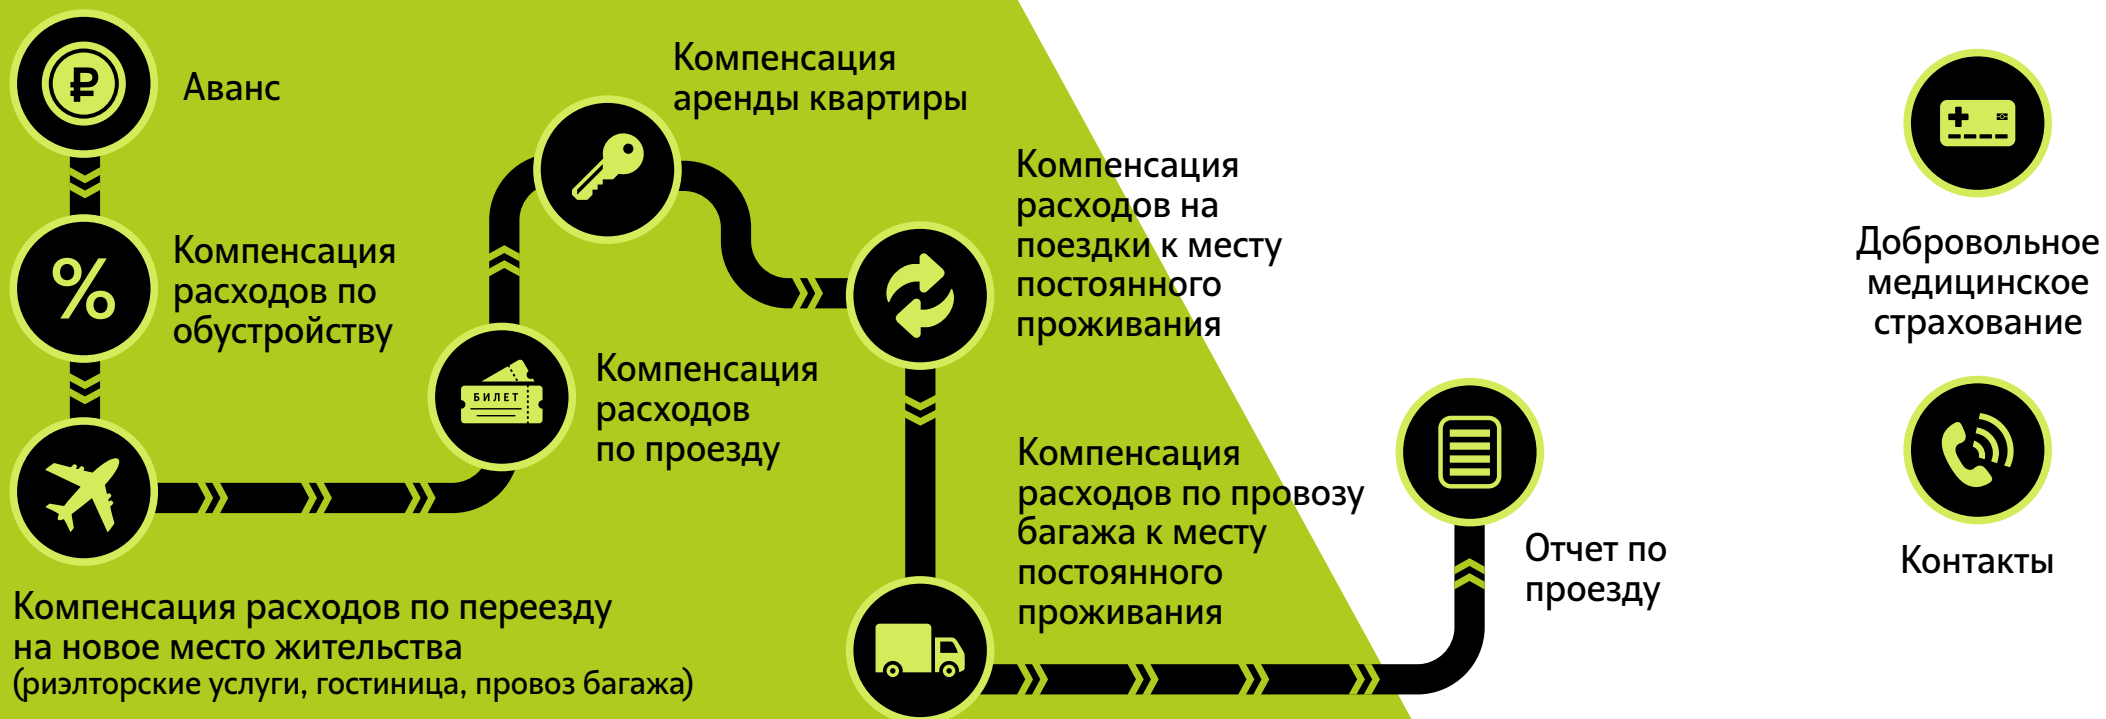 Аванс
Компенсация
расходов по
обустройству
Компенсация расходов по переезду
на новое место жительства
(риэлторские услуги, гостиница, провоз багажа)
БИЛЕТ
Компенсация
расходов
по проезду
Компенсация
аренды квартиры
Компенсация
расходов на
поездки к месту
постоянного
проживания
Компенсация
расходов по провозу
багажа к месту
постоянного
проживания
Отчет по
проезду
Добровольное
медицинское
страхование
Контакты